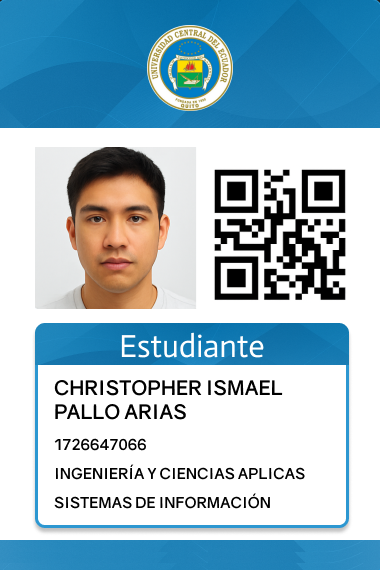 UNIVERSIDAD CENTRAL DEL ECUADOR
FUNDADA EN 1826
QUITO
Estudiante
CHRISTOPHER ISMAEL
PALLO ARIAS
1726647066
INGENIERÍA Y CIENCIAS APLICAS
SISTEMAS DE INFORMACIÓN